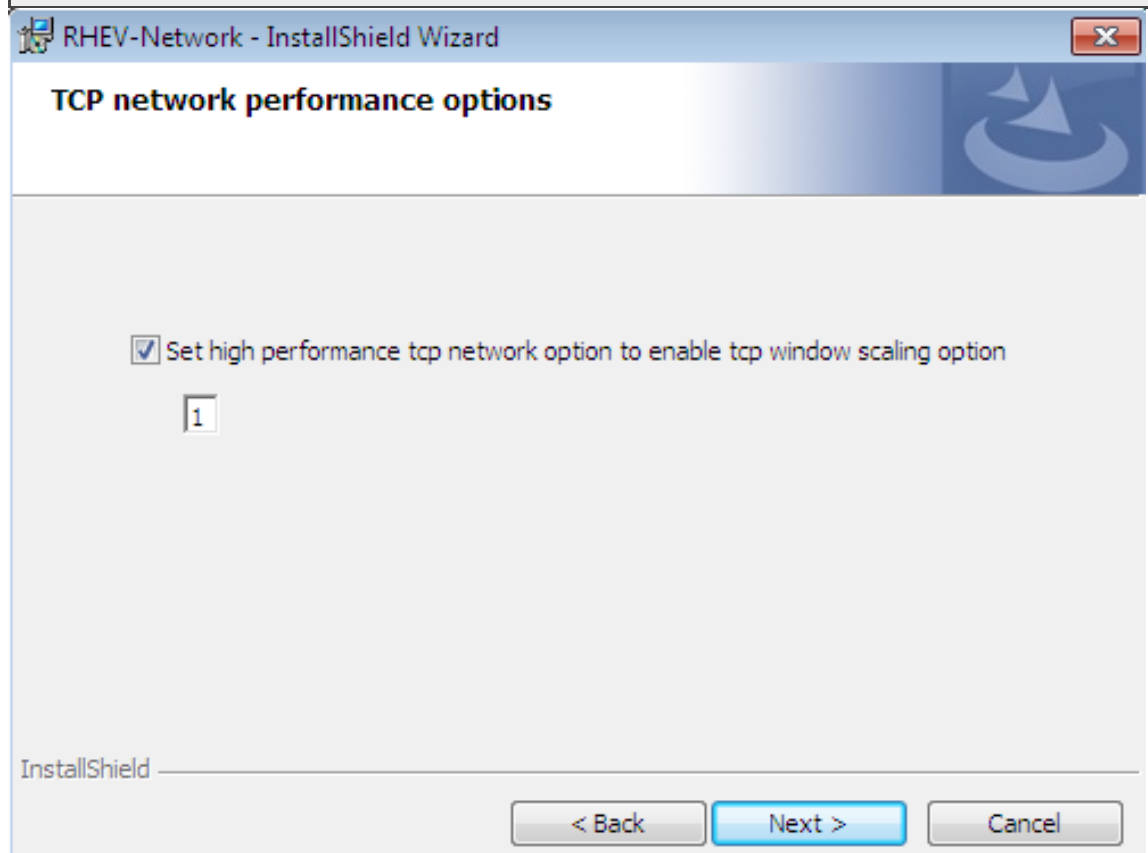 RHEV-Network - InstallShield Wizard
TCP network performance options
Set high performance tcp network option to enable tcp window scaling option
1
InstallShield
< Back Next > Cancel